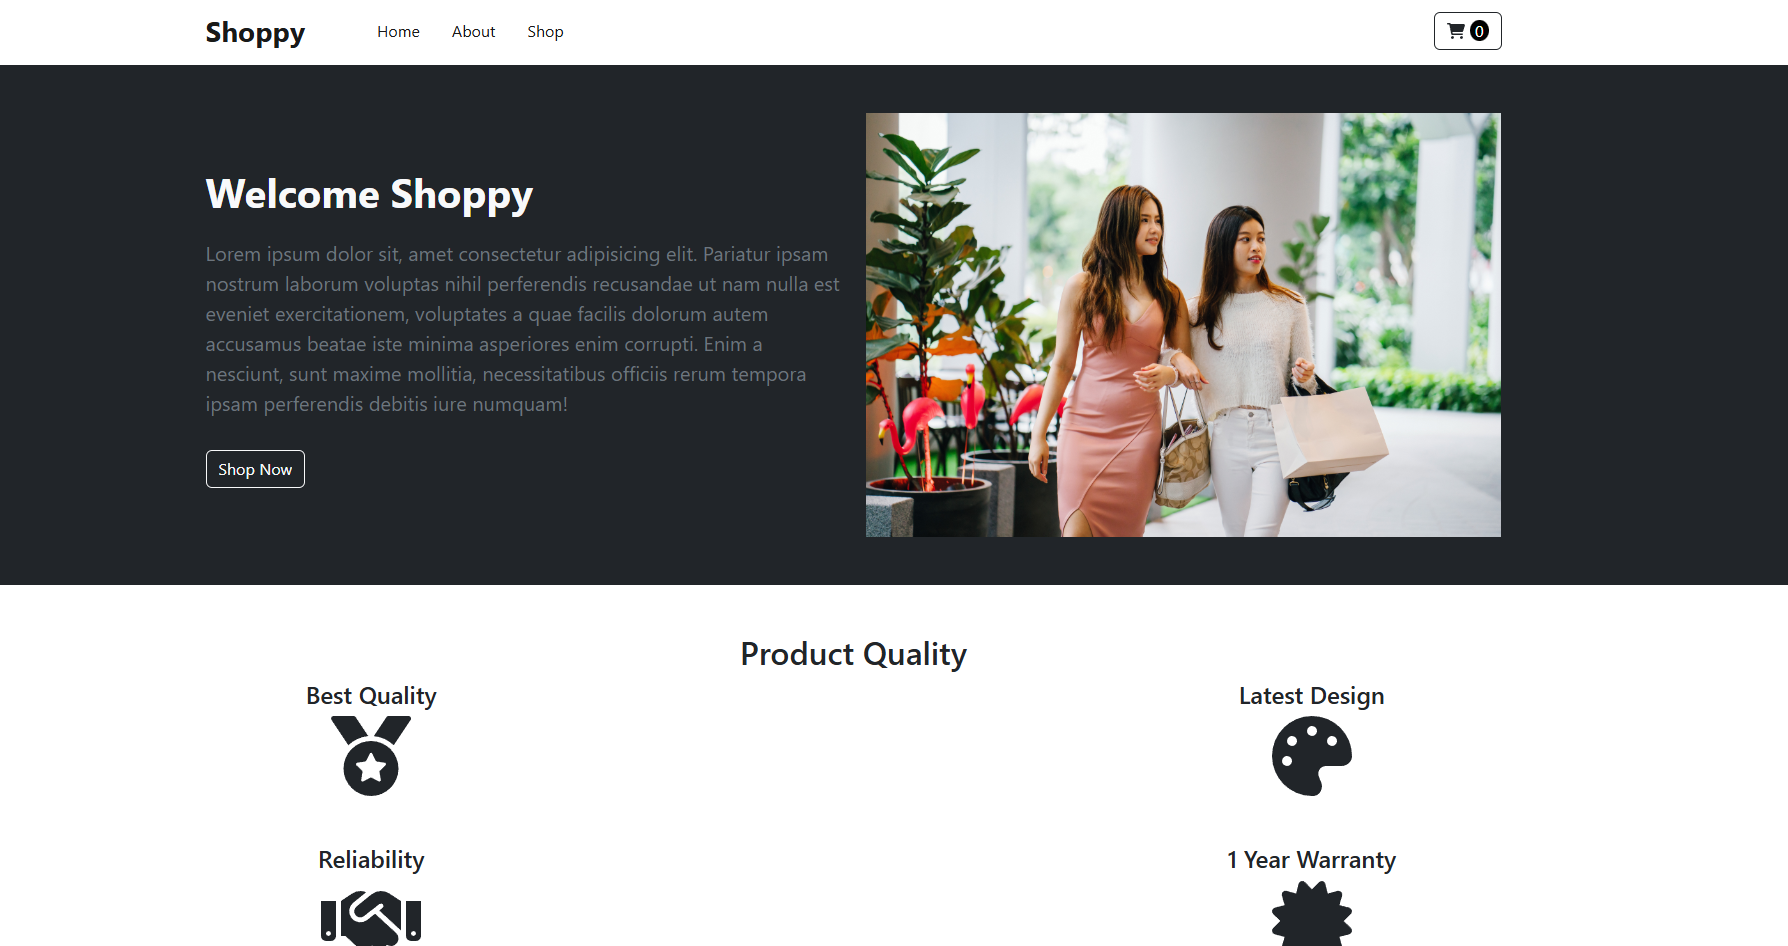 Shoppy
Home
About
Shop
0
Welcome Shoppy
Lorem ipsum dolor sit, amet consectetur adipisicing elit. Pariatur ipsam
nostrum laborum voluptas nihil perferendis recusandae ut nam nulla est
eveniet exercitationem, voluptates a quae facilis dolorum autem
accusamus beatae iste minima asperiores enim corrupti. Enim a
nesciunt, sunt maxime mollitia, necessitatibus officiis rerum tempora
ipsam perferendis debitis iure numquam!
Shop Now
Product Quality
Best Quality
Latest Design
Reliability
1 Year Warranty